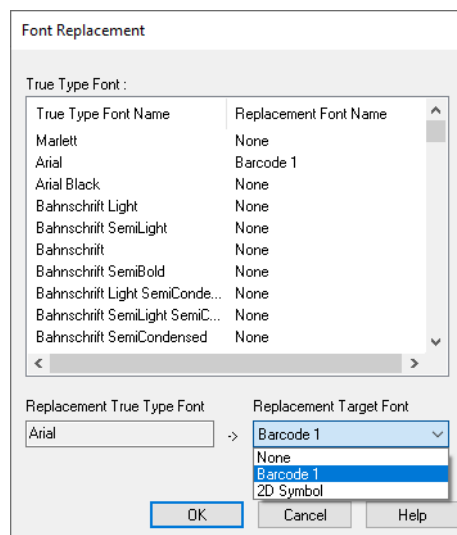 Font Replacement
True Type Font :
True Type Font Name Replacement Font Name
Marlett None
Arial Barcode 1
Arial Black None
Bahnschrift Light None
Bahnschrift SemiLight None
Bahnschrift None
Bahnschrift SemiBold None
Bahnschrift Light SemiConde... None
Bahnschrift SemiLight SemiC... None
Bahnschrift SemiCondensed None
Replacement True Type Font Replacement Target Font
Arial -> Barcode 1
None
Barcode 1
2D Symbol
OK Cancel Help